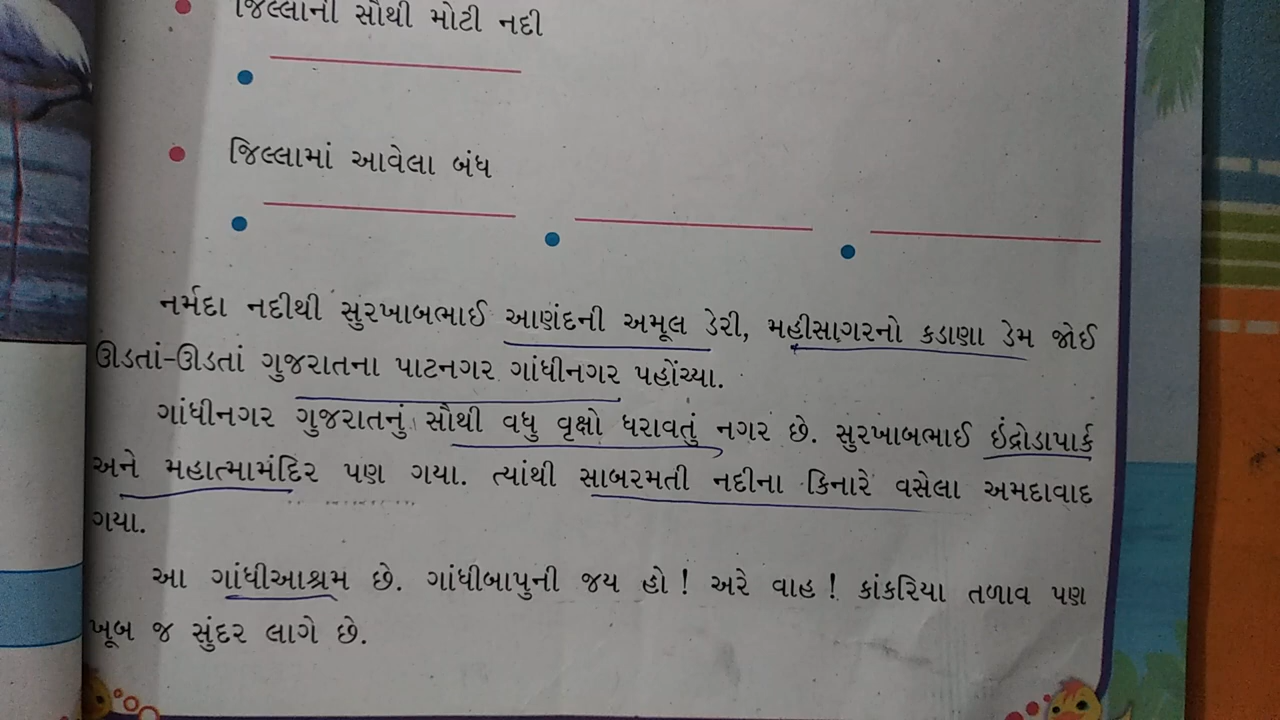 જિલ્લાની સૌથી મોટી નદી
જિલ્લામાં આવેલા બંધ
નર્મદા નદીથી સુરખાબભાઈ આણંદની અમૂલ ડેરી, મહીસાગરનો કડાણા ડેમ જોઈ
ઊડતાં-ઊડતાં ગુજરાતના પાટનગર ગાંધીનગર પહોંચ્યા.
ગાંધીનગર ગુજરાતનું સૌથી વધુ વૃક્ષો ધરાવતું નગર છે. સુરખાબભાઈ ઇંદ્રોડાપાર્ક
અને મહાત્મામંદિર પણ ગયા. ત્યાંથી સાબરમતી નદીના કિનારે વસેલા અમદાવાદ
ગયા.
આ ગાંધીઆશ્રમ છે. ગાંધીબાપુની જય હો ! અરે વાહ ! કાંકરિયા તળાવ પણ
ખૂબ જ સુંદર લાગે છે.